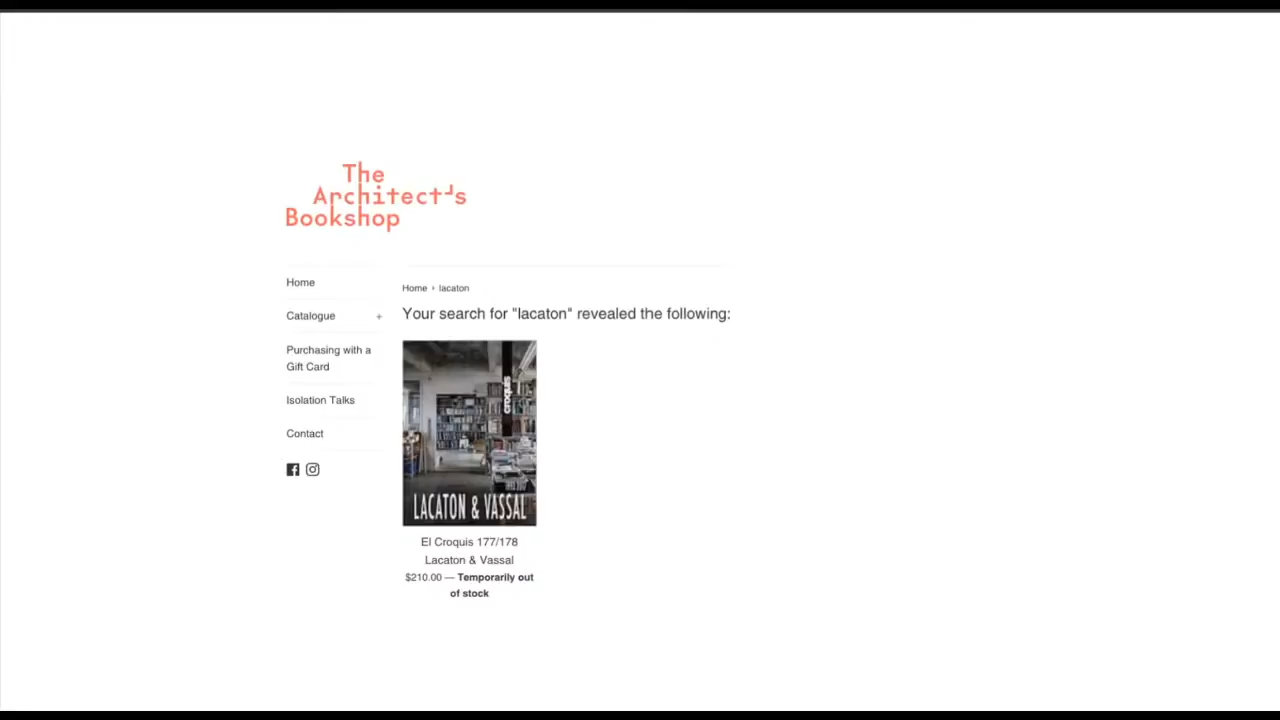 The
Architect's
Bookshop
Home
Catalogue +
Purchasing with a
Gift Card
Isolation Talks
Contact
Home › lacaton
Your search for "lacaton" revealed the following:
croquis
LACATON & VASSAL
El Croquis 177/178
Lacaton & Vassal
$210.00 — Temporarily out
of stock